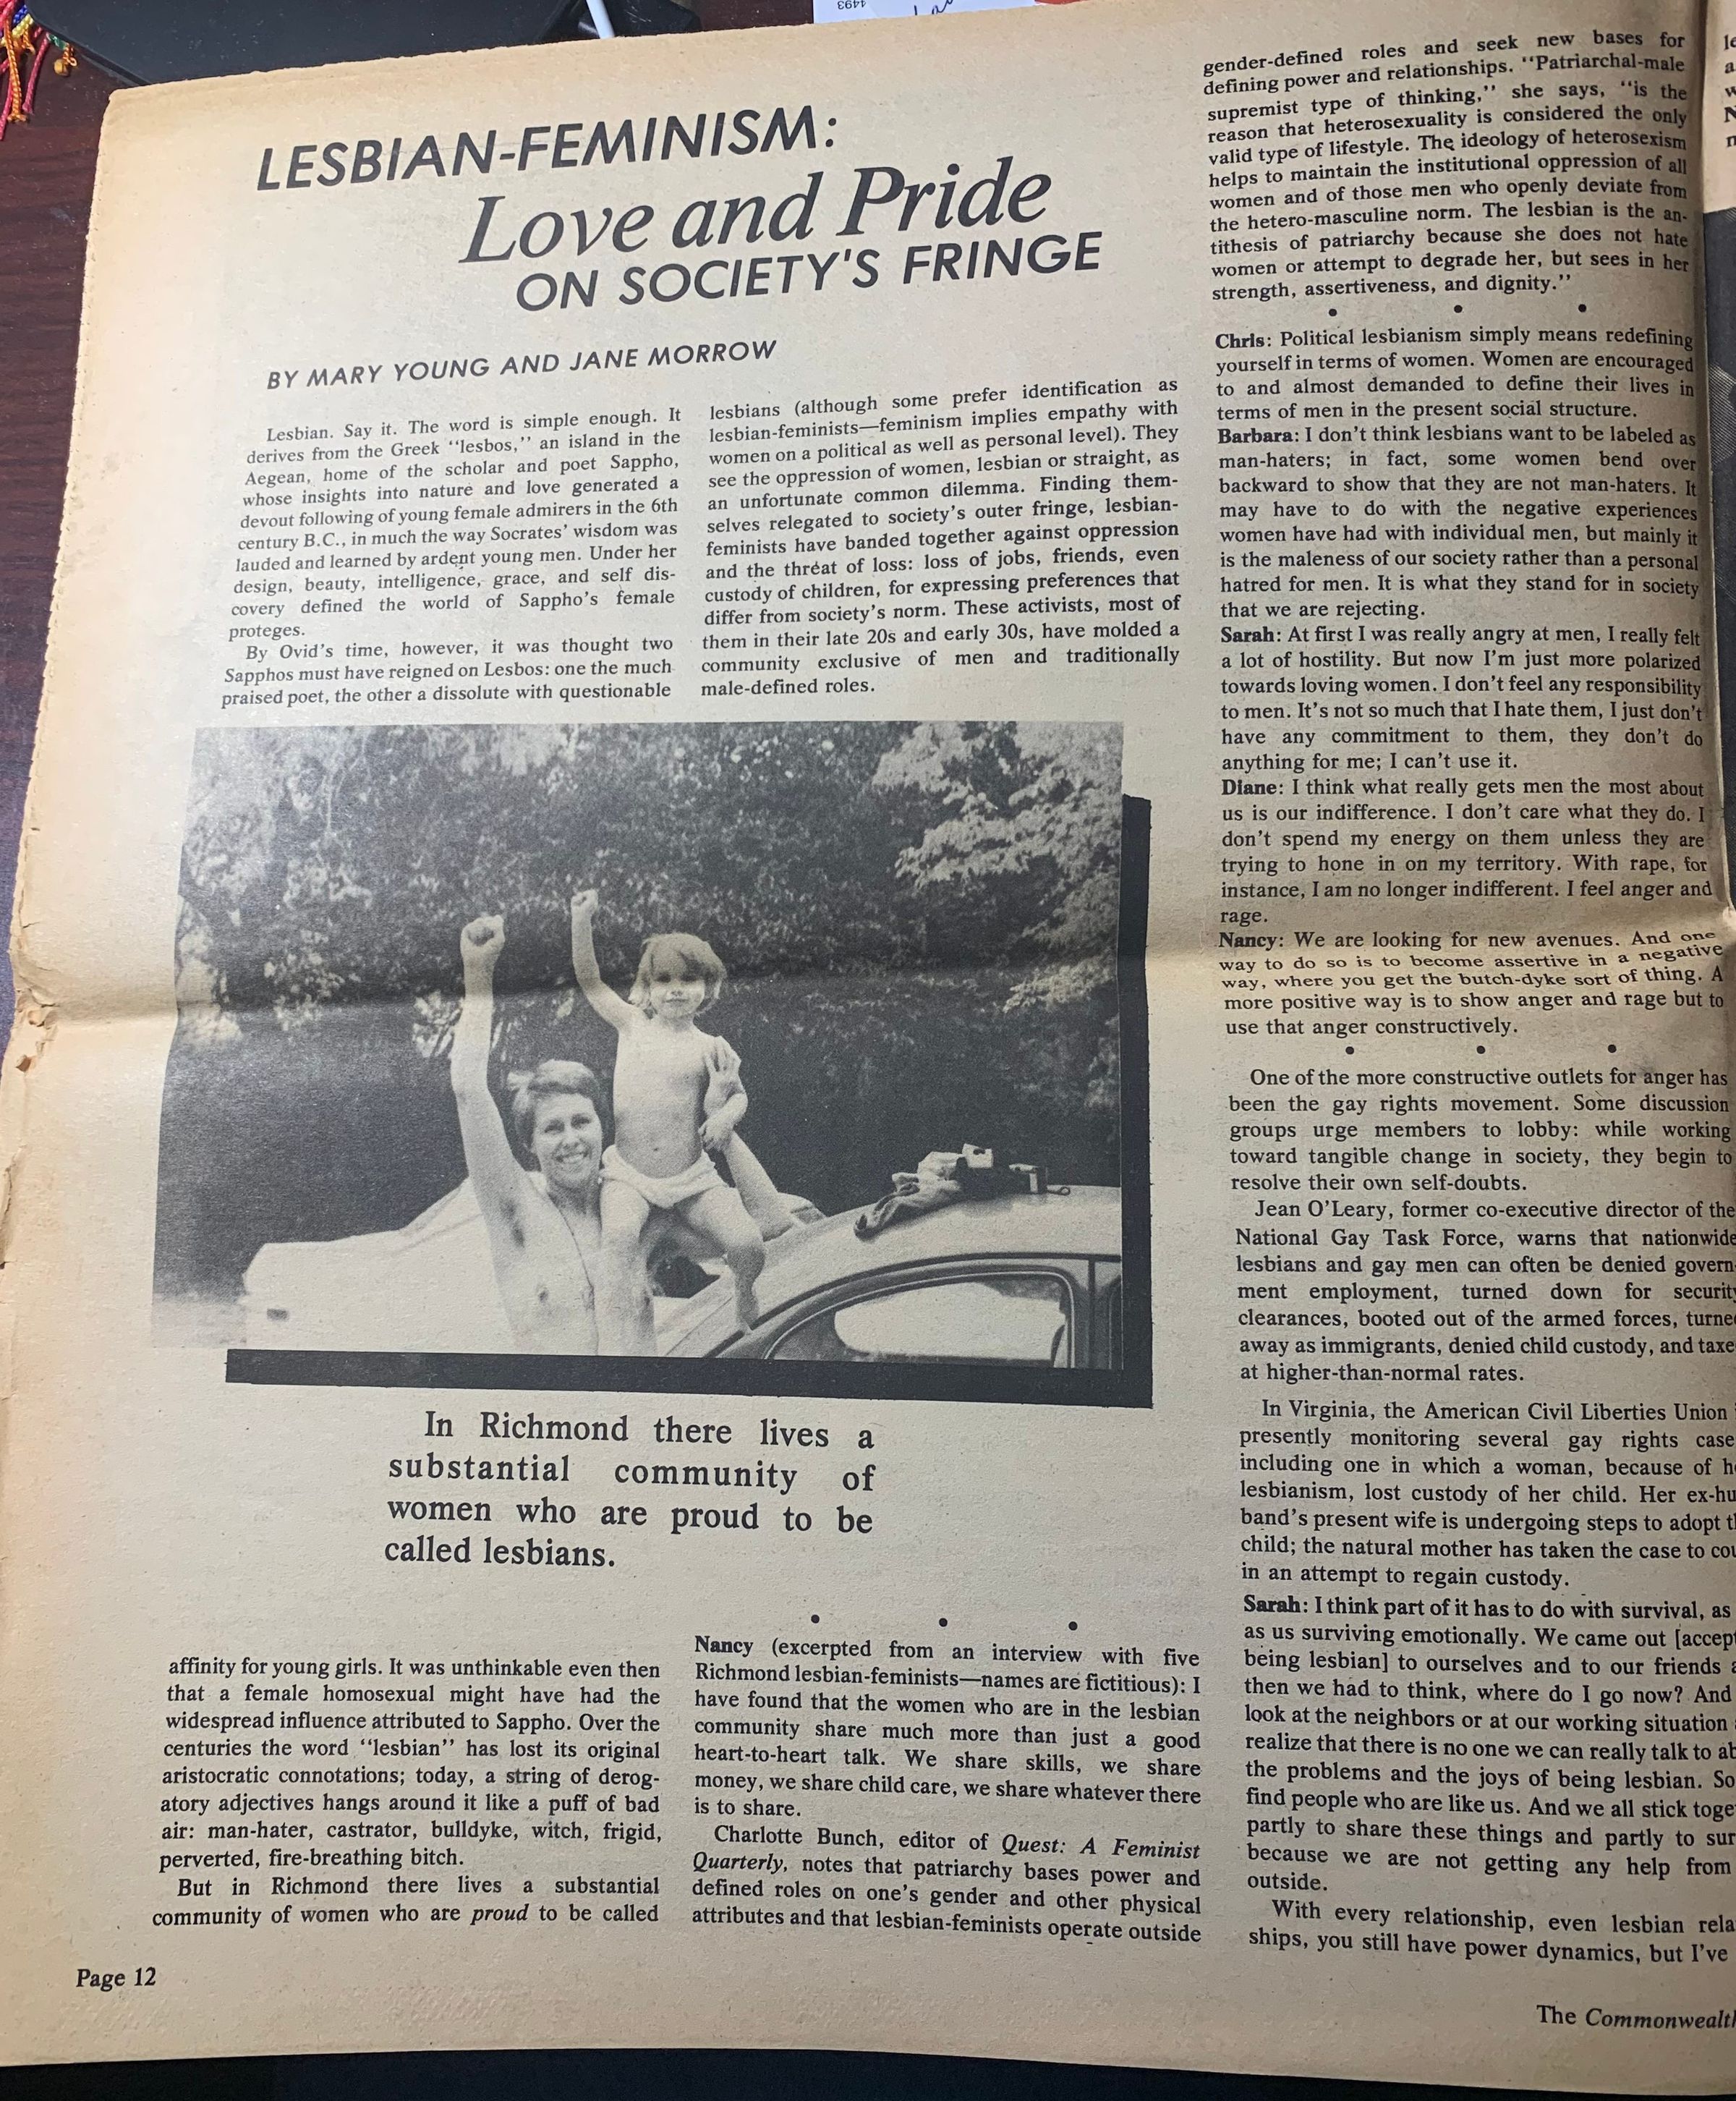 LESBIAN-FEMINISM:
Love and Pride
ON SOCIETY'S FRINGE
BY MARY YOUNG AND JANE MORROW
Lesbian. Say it. The word is simple enough. It
derives from the Greek "lesbos," an island in the
Aegean, home of the scholar and poet Sappho,
whose insights into nature and love generated a
devout following of young female admirers in the 6th
century B.C., in much the way Socrates' wisdom was
lauded and learned by ardent young men. Under her
design, beauty, intelligence, grace, and self dis-
covery defined the world of Sappho's female
proteges.
By Ovid's time, however, it was thought two
Sapphos must have reigned on Lesbos: one the much
praised poet, the other a dissolute with questionable
affinity for young girls. It was unthinkable even then
that a female homosexual might have had the
widespread influence attributed to Sappho. Over the
centuries the word "lesbian" has lost its original
aristocratic connotations; today, a string of derog-
atory adjectives hangs around it like a puff of bad
air: man-hater, castrator, bulldyke, witch, frigid,
perverted, fire-breathing bitch.
But in Richmond there lives a substantial
community of women who are proud to be called
lesbians (although some prefer identification as
lesbian-feminists—feminism implies empathy with
women on a political as well as personal level). They
see the oppression of women, lesbian or straight, as
an unfortunate common dilemma. Finding them-
selves relegated to society's outer fringe, lesbian-
feminists have banded together against oppression
and the threat of loss: loss of jobs, friends, even
custody of children, for expressing preferences that
differ from society's norm. These activists, most of
them in their late 20s and early 30s, have molded a
community exclusive of men and traditionally
male-defined roles.
In Richmond there lives a
substantial community of
women who are proud to be
called lesbians.
• • •
Nancy (excerpted from an interview with five
Richmond lesbian-feminists—names are fictitious): I
have found that the women who are in the lesbian
community share much more than just a good
heart-to-heart talk. We share skills, we share
money, we share child care, we share whatever there
is to share.
Charlotte Bunch, editor of Quest: A Feminist
Quarterly, notes that patriarchy bases power and
defined roles on one's gender and other physical
attributes and that lesbian-feminists operate outside
gender-defined roles and seek new bases for
defining power and relationships. "Patriarchal-male
supremist type of thinking," she says, "is the
reason that heterosexuality is considered the only
valid type of lifestyle. The ideology of heterosexism
helps to maintain the institutional oppression of all
women and of those men who openly deviate from
the hetero-masculine norm. The lesbian is the an-
tithesis of patriarchy because she does not hate
women or attempt to degrade her, but sees in her
strength, assertiveness, and dignity."
• • •
Chris: Political lesbianism simply means redefining
yourself in terms of women. Women are encouraged
to and almost demanded to define their lives in
terms of men in the present social structure.
Barbara: I don't think lesbians want to be labeled as
man-haters; in fact, some women bend over
backward to show that they are not man-haters. It
may have to do with the negative experiences
women have had with individual men, but mainly it
is the maleness of our society rather than a personal
hatred for men. It is what they stand for in society
that we are rejecting.
Sarah: At first I was really angry at men, I really felt
a lot of hostility. But now I'm just more polarized
towards loving women. I don't feel any responsibility
to men. It's not so much that I hate them, I just don't
have any commitment to them, they don't do
anything for me; I can't use it.
Diane: I think what really gets men the most about
us is our indifference. I don't care what they do. I
don't spend my energy on them unless they are
trying to hone in on my territory. With rape, for
instance, I am no longer indifferent. I feel anger and
rage.
Nancy: We are looking for new avenues. And one
way to do so is to become assertive in a negative
way, where you get the butch-dyke sort of thing. A
more positive way is to show anger and rage but to
use that anger constructively.
• • •
One of the more constructive outlets for anger has
been the gay rights movement. Some discussion
groups urge members to lobby: while working
toward tangible change in society, they begin to
resolve their own self-doubts.
Jean O'Leary, former co-executive director of the
National Gay Task Force, warns that nationwide
lesbians and gay men can often be denied govern-
ment employment, turned down for security
clearances, booted out of the armed forces, turne
away as immigrants, denied child custody, and taxe
at higher-than-normal rates.
In Virginia, the American Civil Liberties Union
presently monitoring several gay rights case
including one in which a woman, because of h
lesbianism, lost custody of her child. Her ex-hu
band's present wife is undergoing steps to adopt t
child; the natural mother has taken the case to cou
in an attempt to regain custody.
Sarah: I think part of it has to do with survival, as
as us surviving emotionally. We came out [accept
being lesbian] to ourselves and to our friends a
then we had to think, where do I go now? And
look at the neighbors or at our working situation
realize that there is no one we can really talk to ab
the problems and the joys of being lesbian. So
find people who are like us. And we all stick toge
partly to share these things and partly to sur
because we are not getting any help from
outside.
With every relationship, even lesbian rela
ships, you still have power dynamics, but I've
Page 12
The Commonwealth